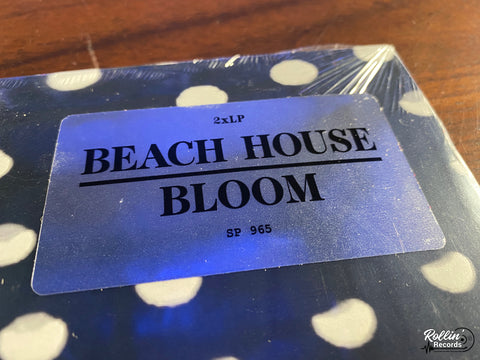 2xLP
BEACH HOUSE
BLOOM
SP 965
Rollin'
Records